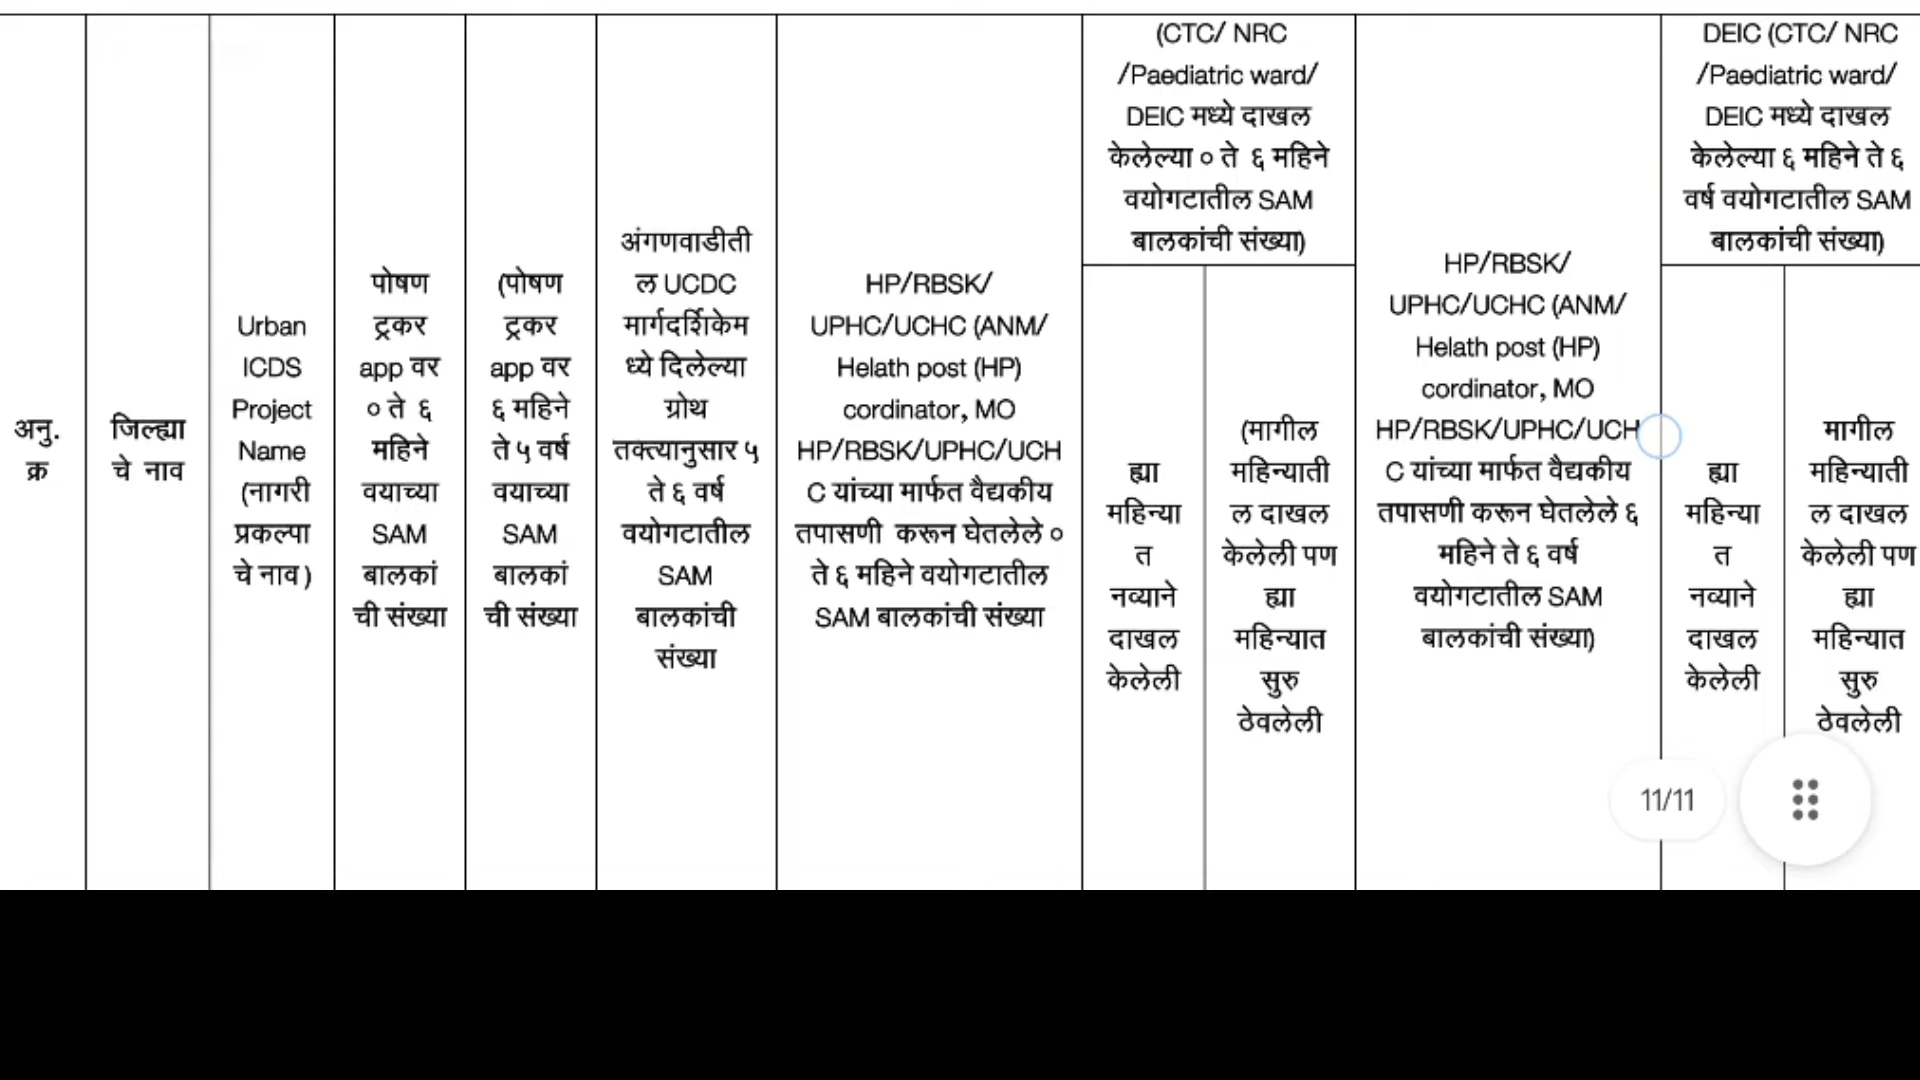 अनु.
क्र
जिल्ह्या
चे नाव
Urban
ICDS
Project
Name
(नागरी
प्रकल्पा
चे नाव )
पोषण
ट्रकर
app वर
० ते ६
महिने
वयाच्या
SAM
बालकां
ची संख्या
(पोषण
ट्रकर
app वर
६ महिने
ते ५ वर्ष
वयाच्या
SAM
बालकां
ची संख्या
अंगणवाडीती
ल UCDC
मार्गदर्शिकेम
ध्ये दिलेल्या
ग्रोथ
तक्त्यानुसार ५
ते ६ वर्ष
वयोगटातील
SAM
बालकांची
संख्या
HP/RBSK/
UPHC/UCHC (ANM/
Helath post (HP)
cordinator, MO
HP/RBSK/UPHC/UCH
C यांच्या मार्फत वैद्यकीय
तपासणी करून घेतलेले ०
ते ६ महिने वयोगटातील
SAM बालकांची संख्या
(CTC/ NRC
/Paediatric ward/
DEIC मध्ये दाखल
केलेल्या ० ते ६ महिने
वयोगटातील SAM
बालकांची संख्या)
ह्या
महिन्या
त
नव्याने
दाखल
केलेली
(मागील
महिन्याती
ल दाखल
केलेली पण
ह्या
महिन्यात
सुरु
ठेवलेली
HP/RBSK/
UPHC/UCHC (ANM/
Helath post (HP)
cordinator, MO
HP/RBSK/UPHC/UCH
C यांच्या मार्फत वैद्यकीय
तपासणी करून घेतलेले ६
महिने ते ६ वर्ष
वयोगटातील SAM
बालकांची संख्या)
DEIC (CTC/ NRC
/Paediatric ward/
DEIC मध्ये दाखल
केलेल्या ६ महिने ते ६
वर्ष वयोगटातील SAM
बालकांची संख्या)
ह्या
महिन्या
त
नव्याने
दाखल
केलेली
मागील
महिन्याती
ल दाखल
केलेली पण
ह्या
महिन्यात
सुरु
ठेवलेली
11/11